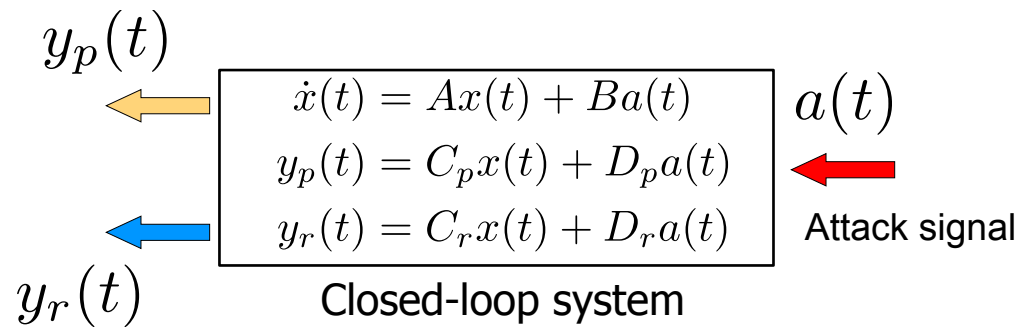 y_p(t)
ẋ(t) = Ax(t) + Ba(t)
a(t)
y_p(t) = C_p x(t) + D_p a(t)
y_r(t) = C_r x(t) + D_r a(t)
Attack signal
y_r(t)
Closed-loop system